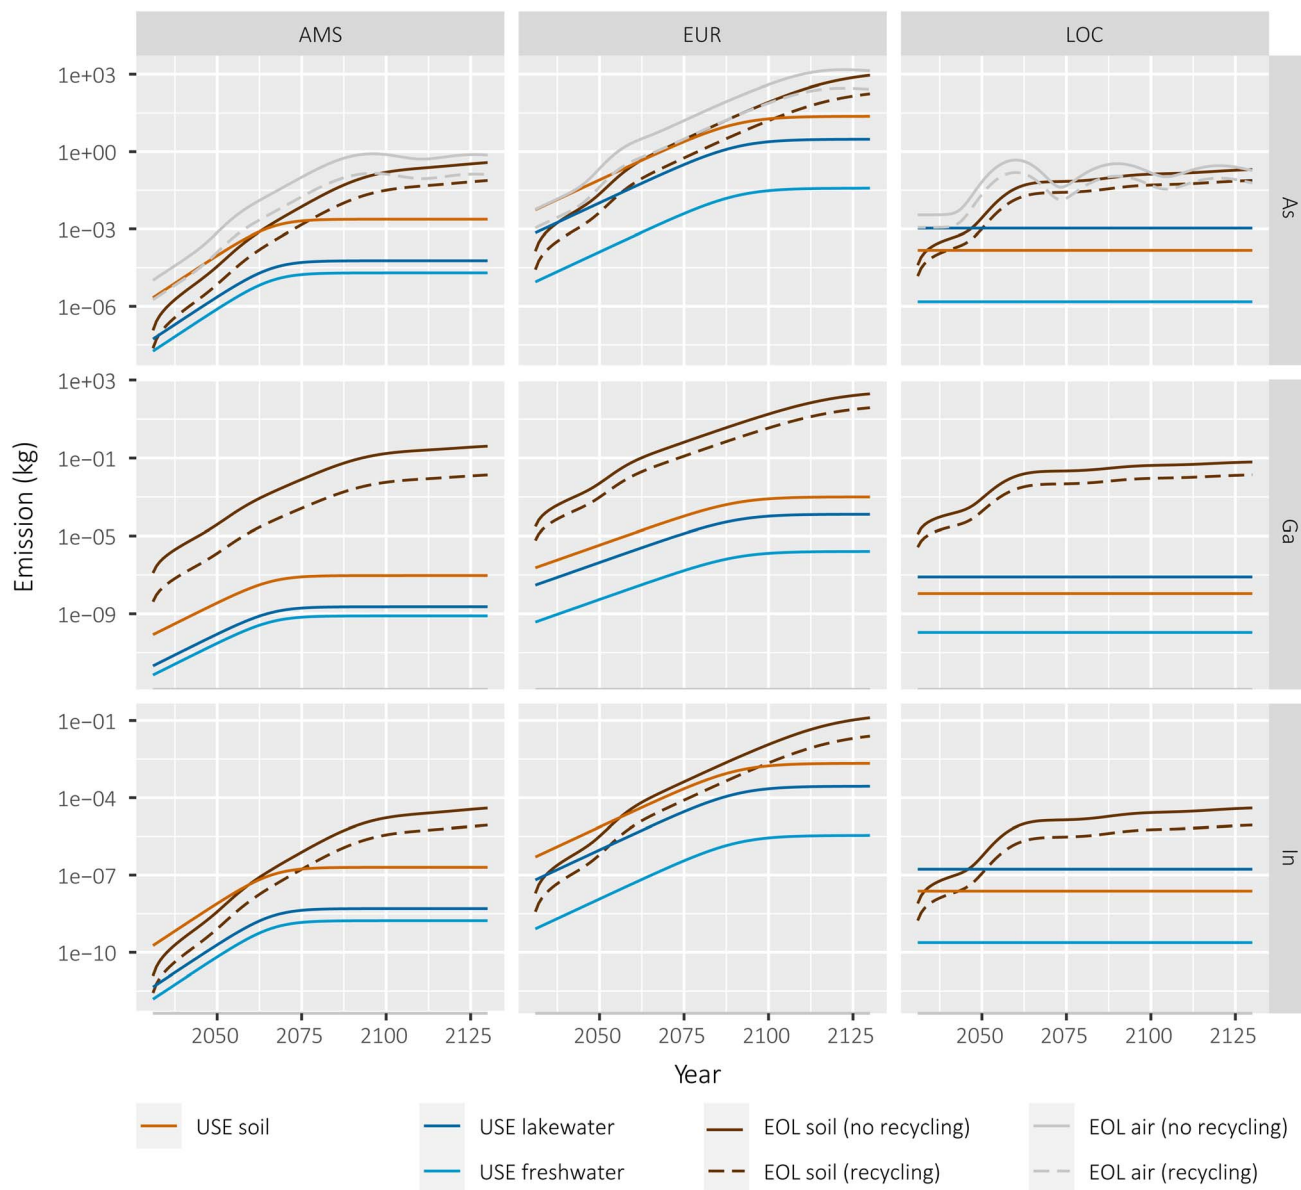 AMS EUR LOC
1e+03
1e+00
1e−03
1e−06
As
1e+03
1e−01
1e−05
1e−09
Ga
Emission (kg)
1e−01
1e−04
1e−07
1e−10
In
2050 2075 2100 2125 2050 2075 2100 2125 2050 2075 2100 2125
Year
USE soil USE lakewater EOL soil (no recycling) EOL air (no recycling)
USE freshwater EOL soil (recycling) EOL air (recycling)